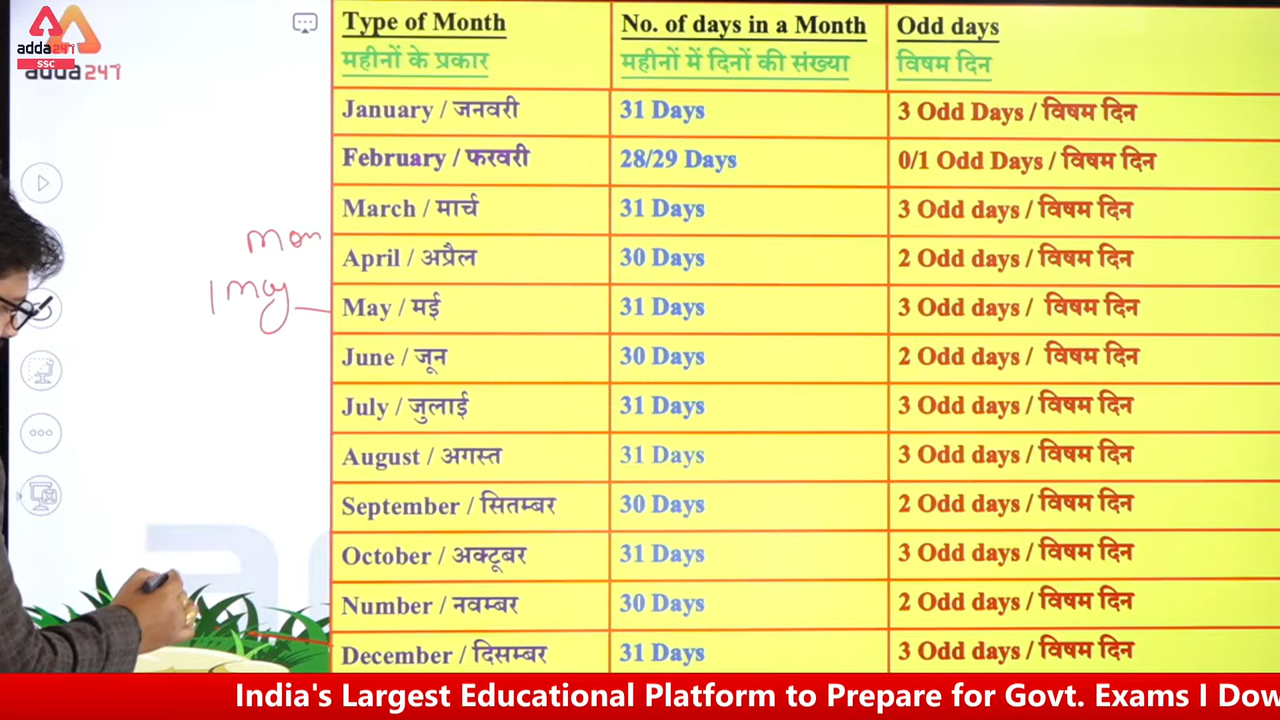 adda247
SSC
adda247
Type of Month No. of days in a Month Odd days
महीनों के प्रकार महीनों में दिनों की संख्या विषम दिन
January / जनवरी 31 Days 3 Odd Days / विषम दिन
February / फरवरी 28/29 Days 0/1 Odd Days / विषम दिन
March / मार्च 31 Days 3 Odd days / विषम दिन
mon
April / अप्रैल 30 Days 2 Odd days / विषम दिन
1 may
May / मई 31 Days 3 Odd days / विषम दिन
June / जून 30 Days 2 Odd days / विषम दिन
July / जुलाई 31 Days 3 Odd days / विषम दिन
August / अगस्त 31 Days 3 Odd days / विषम दिन
September / सितम्बर 30 Days 2 Odd days / विषम दिन
October / अक्टूबर 31 Days 3 Odd days / विषम दिन
Number / नवम्बर 30 Days 2 Odd days / विषम दिन
December / दिसम्बर 31 Days 3 Odd days / विषम दिन
India's Largest Educational Platform to Prepare for Govt. Exams I Dow